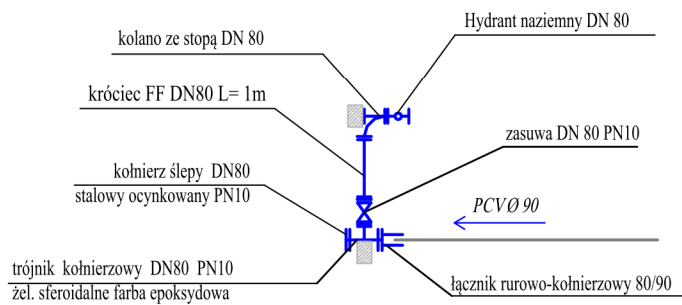 Hydrant naziemny DN 80
kolano ze stopą DN 80
króciec FF DN80 L= 1m
zasuwa DN 80 PN10
kołnierz ślepy DN80
stalowy ocynkowany PN10
PCVØ 90
trójnik kołnierzowy DN80 PN10
żel. sferoidalne farba epoksydowa
łącznik rurowo-kołnierzowy 80/90